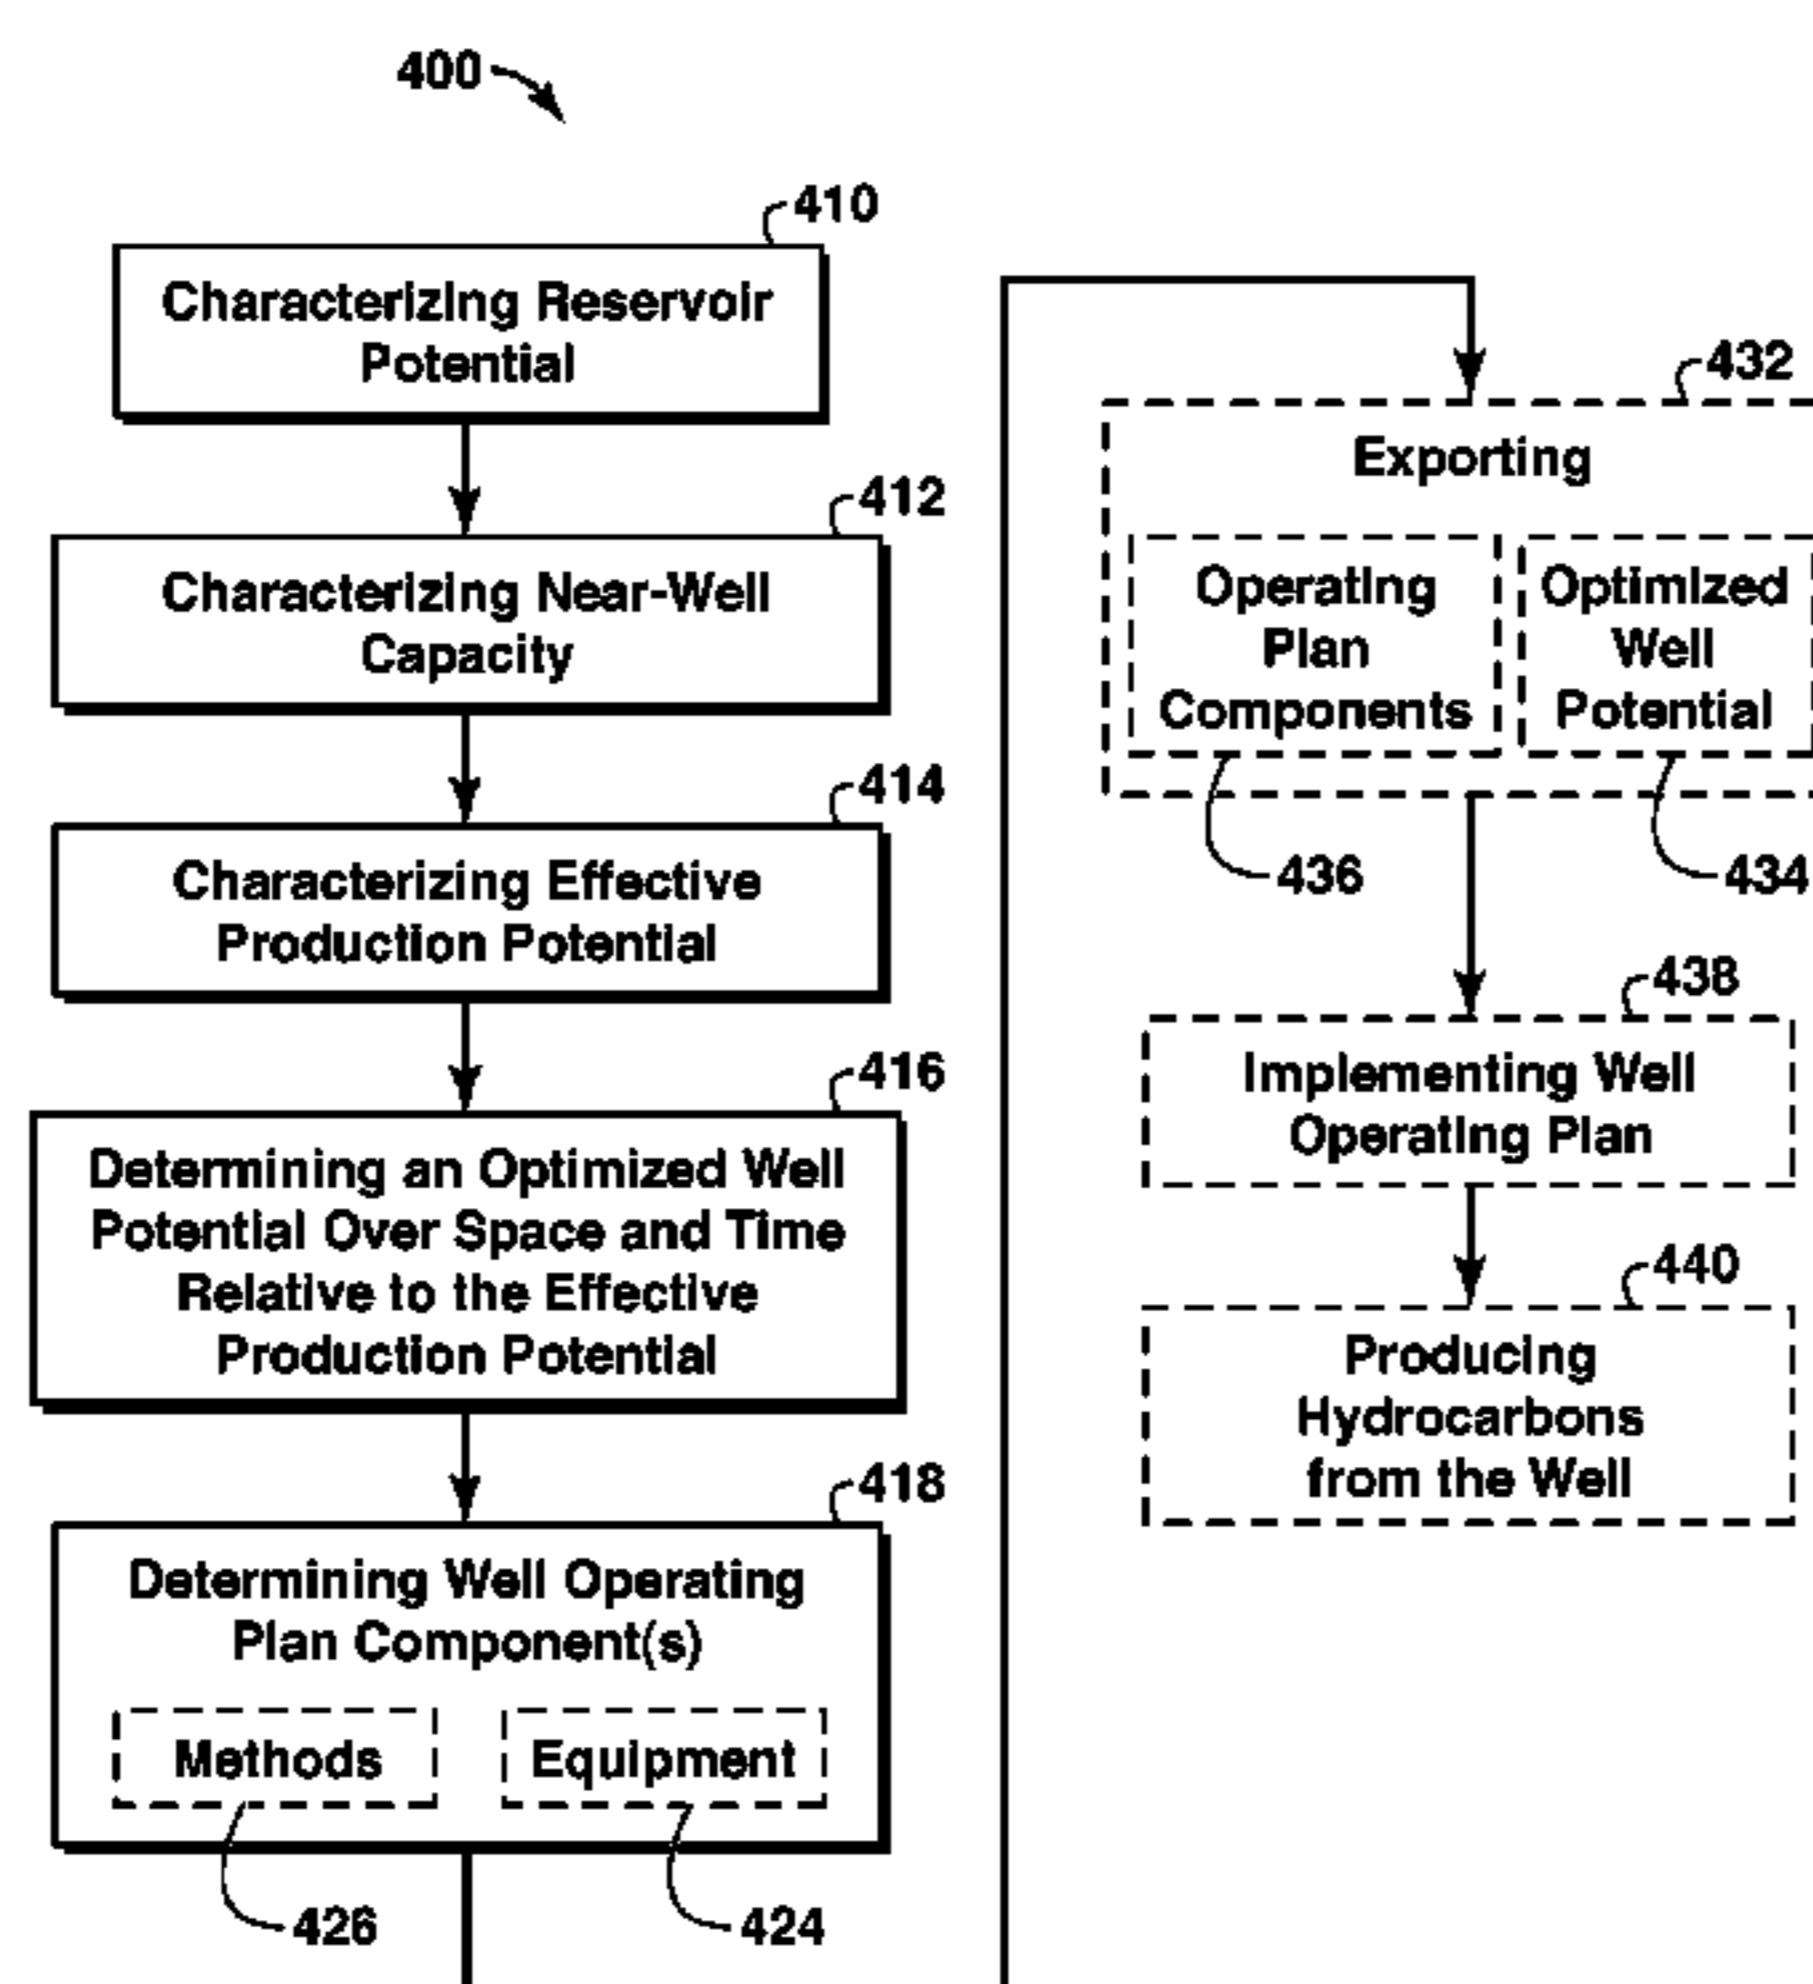 400
410
Characterizing Reservoir
Potential
412
Characterizing Near-Well
Capacity
414
Characterizing Effective
Production Potential
416
Determining an Optimized Well
Potential Over Space and Time
Relative to the Effective
Production Potential
418
Determining Well Operating
Plan Component(s)
Methods
Equipment
426
424
432
Exporting
Operating
Plan
Components
Optimized
Well
Potential
436
434
438
Implementing Well
Operating Plan
440
Producing
Hydrocarbons
from the Well